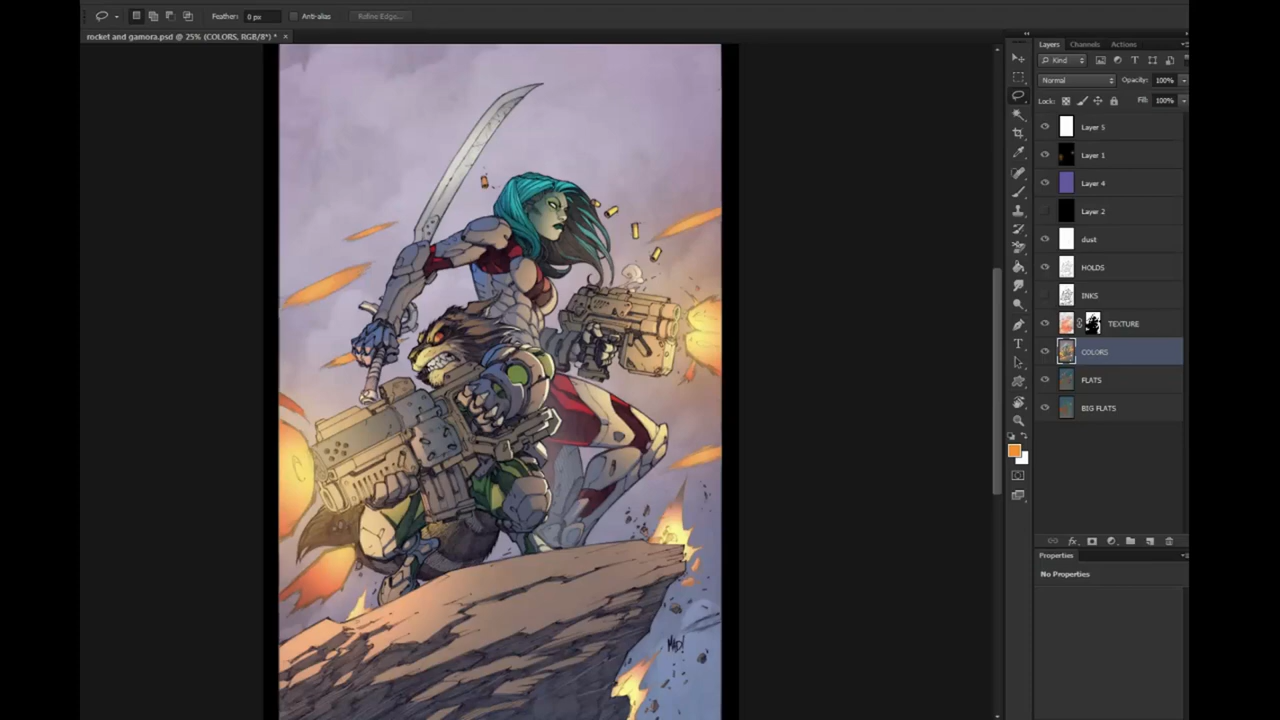 Feather: 0 px Anti-alias Refine Edge...
rocket and gamora.psd @ 25% (COLORS, RGB/8*) * ×
Layers Channels Actions
Kind
Normal Opacity: 100%
Lock: Fill: 100%
Layer 5
Layer 1
Layer 4
Layer 2
dust
HOLDS
INKS
TEXTURE
COLORS
FLATS
BIG FLATS
Properties
No Properties
MAD!